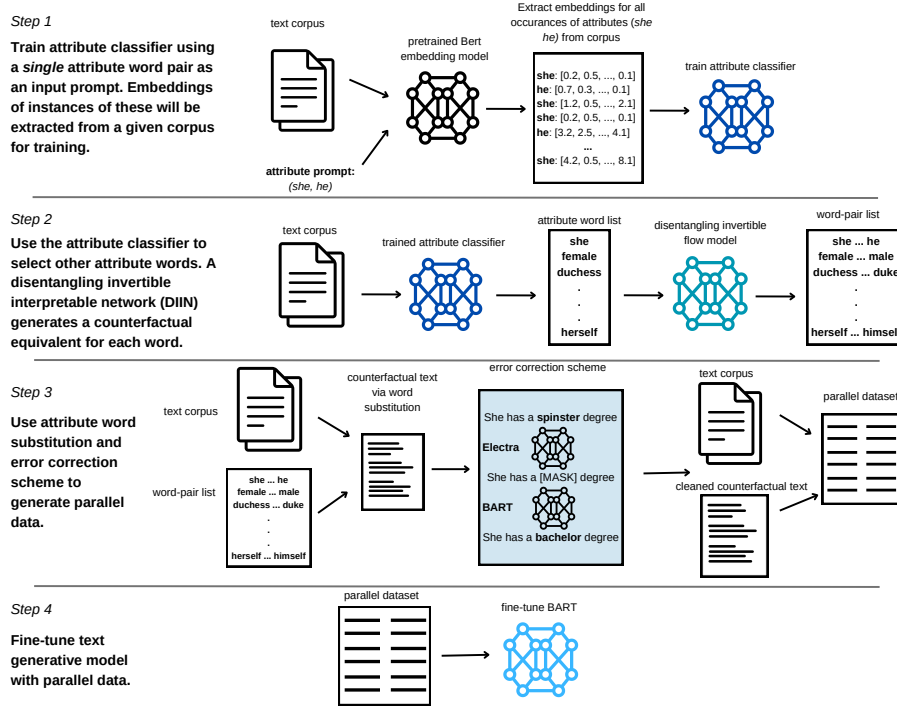 Step 1
Train attribute classifier using
a single attribute word pair as
an input prompt. Embeddings
of instances of these will be
extracted from a given corpus
for training.
text corpus
attribute prompt:
(she, he)
pretrained Bert
embedding model
Extract embeddings for all
occurances of attributes (she
he) from corpus
she: [0.2, 0.5, ..., 0.1]
he: [0.7, 0.3, ..., 0.1]
she: [1.2, 0.5, ..., 2.1]
she: [0.2, 0.5, ..., 0.1]
he: [3.2, 2.5, ..., 4.1]
...
she: [4.2, 0.5, ..., 8.1]
train attribute classifier
Step 2
Use the attribute classifier to
select other attribute words. A
disentangling invertible
interpretable network (DIIN)
generates a counterfactual
equivalent for each word.
text corpus
trained attribute classifier
attribute word list
she
female
duchess
.
.
.
herself
disentangling invertible
flow model
word-pair list
she ... he
female ... male
duchess ... duke
.
.
.
herself ... himself
Step 3
Use attribute word
substitution and
error correction
scheme to
generate parallel
data.
text corpus
word-pair list
she ... he
female ... male
duchess ... duke
.
.
.
herself ... himself
counterfactual text
via word
substitution
error correction scheme
She has a spinster degree
Electra
She has a [MASK] degree
BART
She has a bachelor degree
text corpus
cleaned counterfactual text
parallel dataset
Step 4
Fine-tune text
generative model
with parallel data.
parallel dataset
fine-tune BART